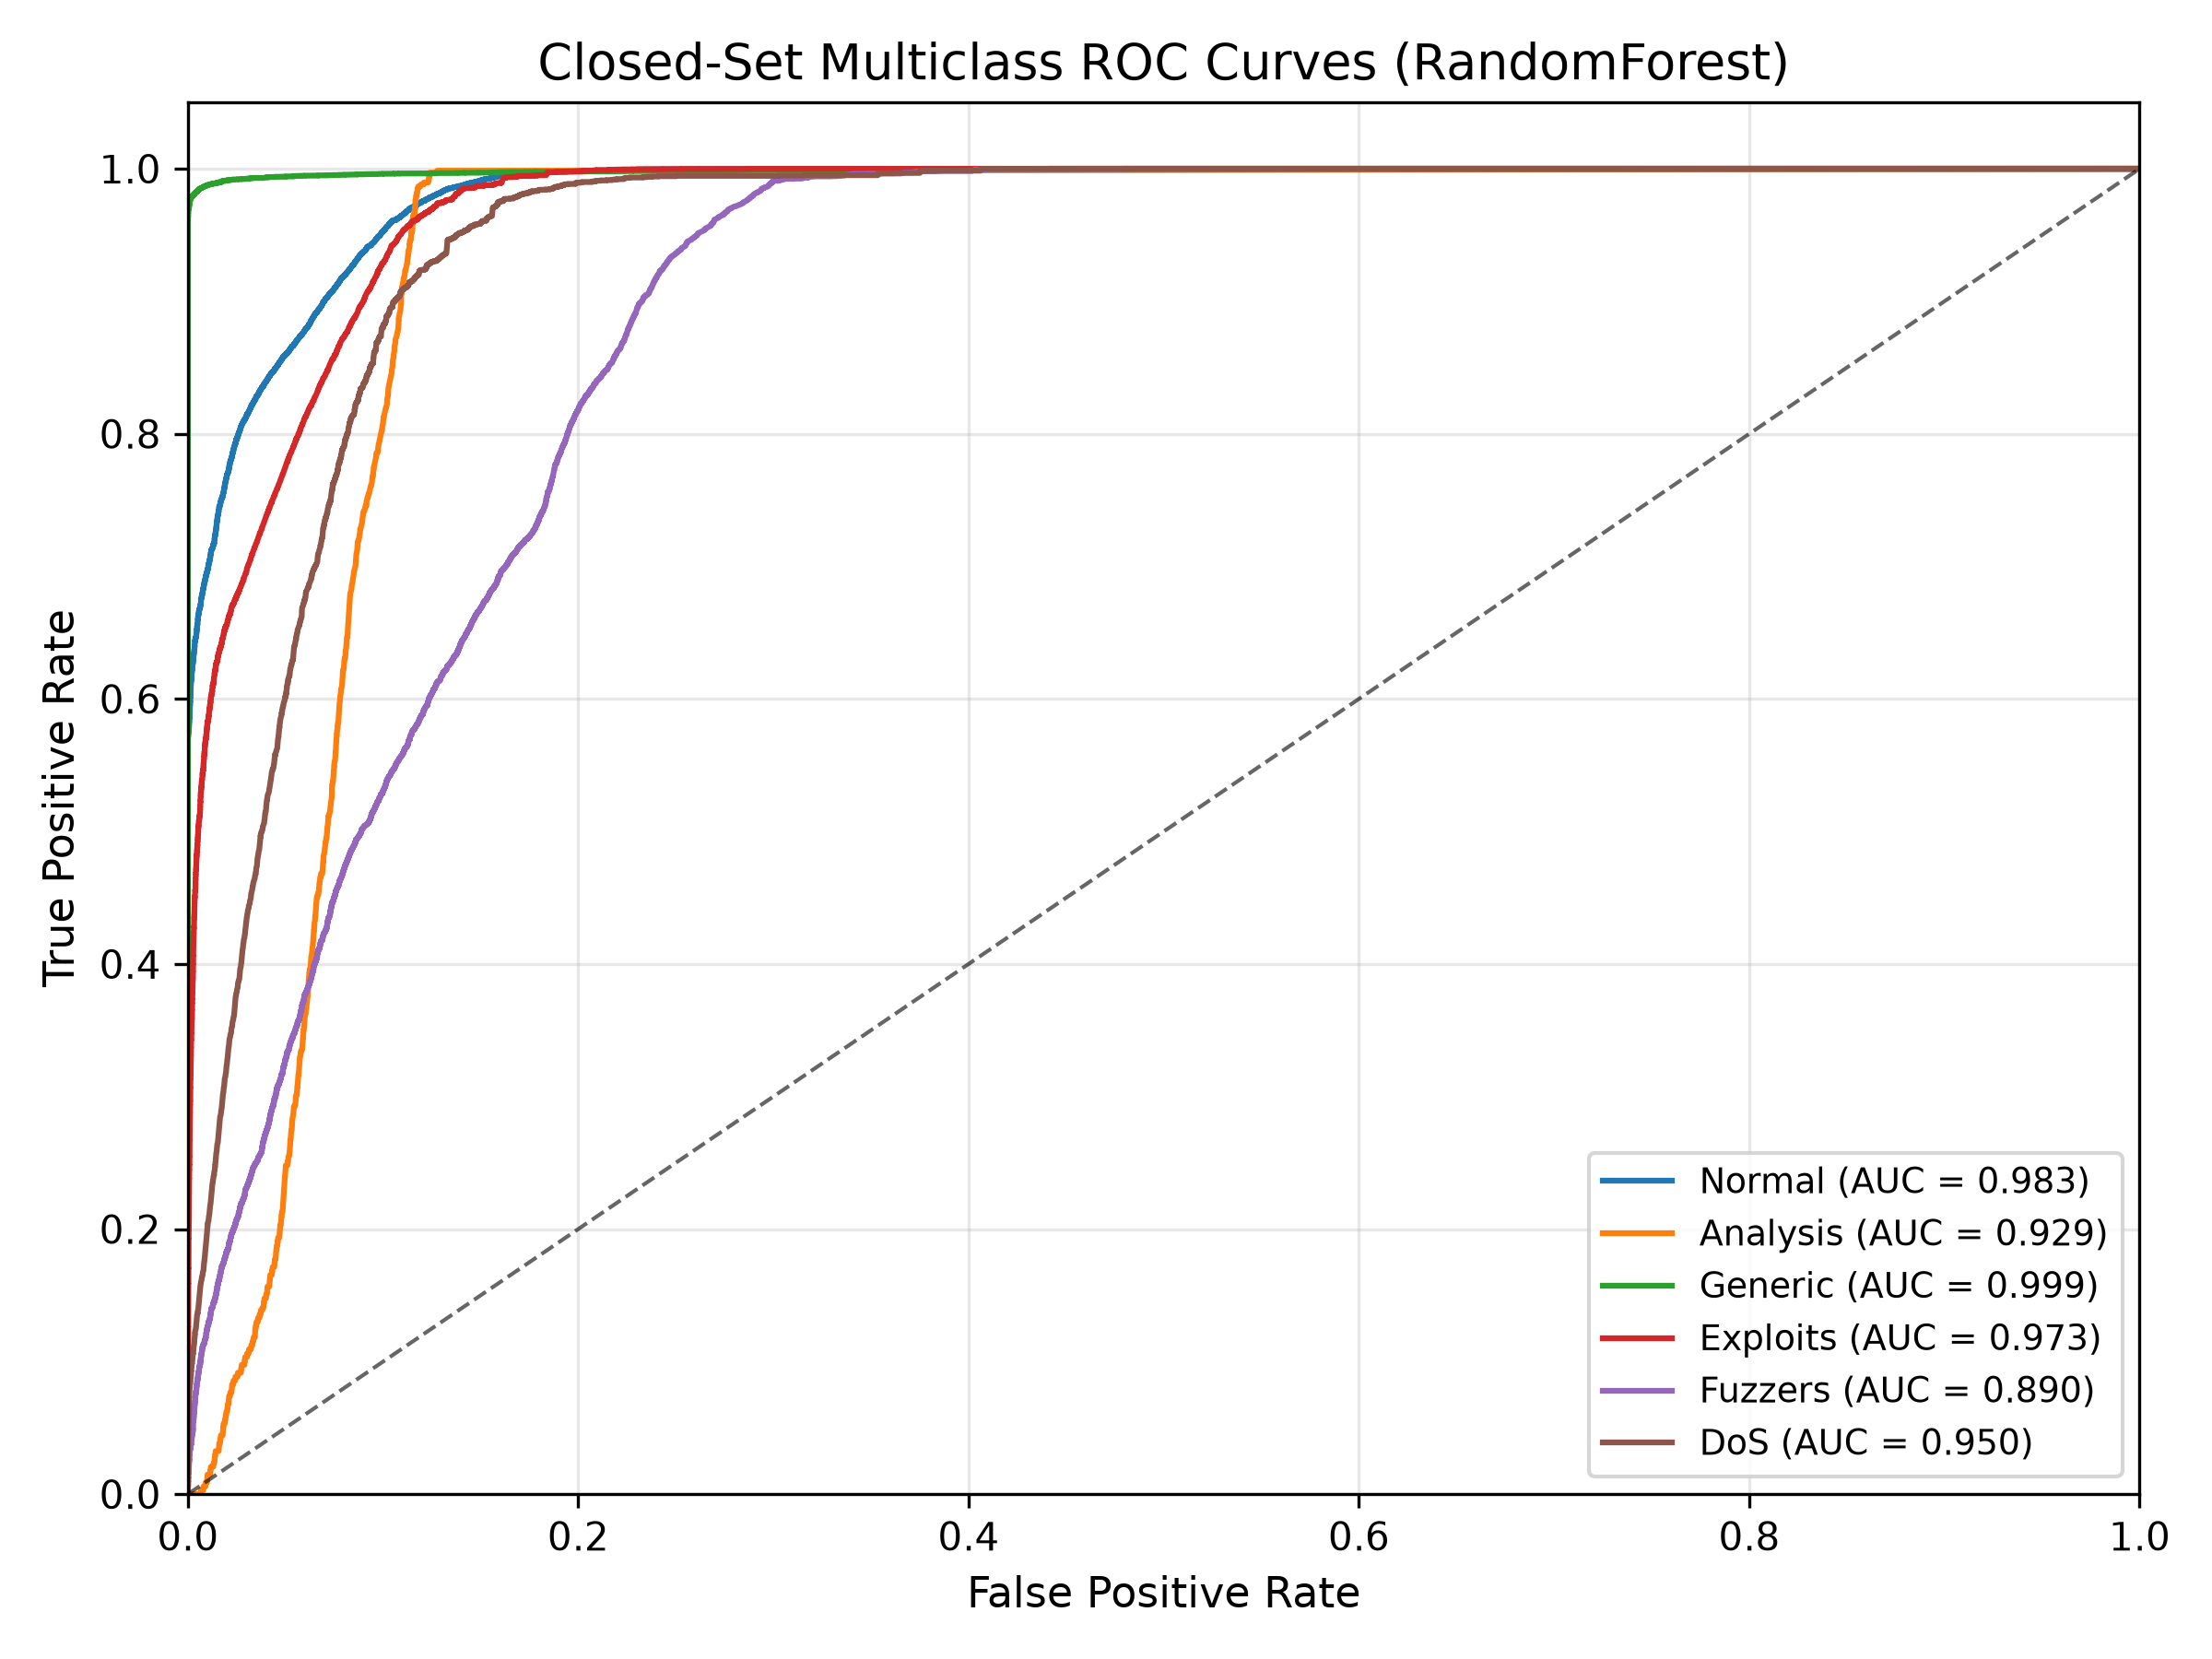 Closed-Set Multiclass ROC Curves (RandomForest)
True Positive Rate
1.0
0.8
0.6
0.4
0.2
0.0
0.0 0.2 0.4 0.6 0.8 1.0
False Positive Rate
Normal (AUC = 0.983)
Analysis (AUC = 0.929)
Generic (AUC = 0.999)
Exploits (AUC = 0.973)
Fuzzers (AUC = 0.890)
DoS (AUC = 0.950)